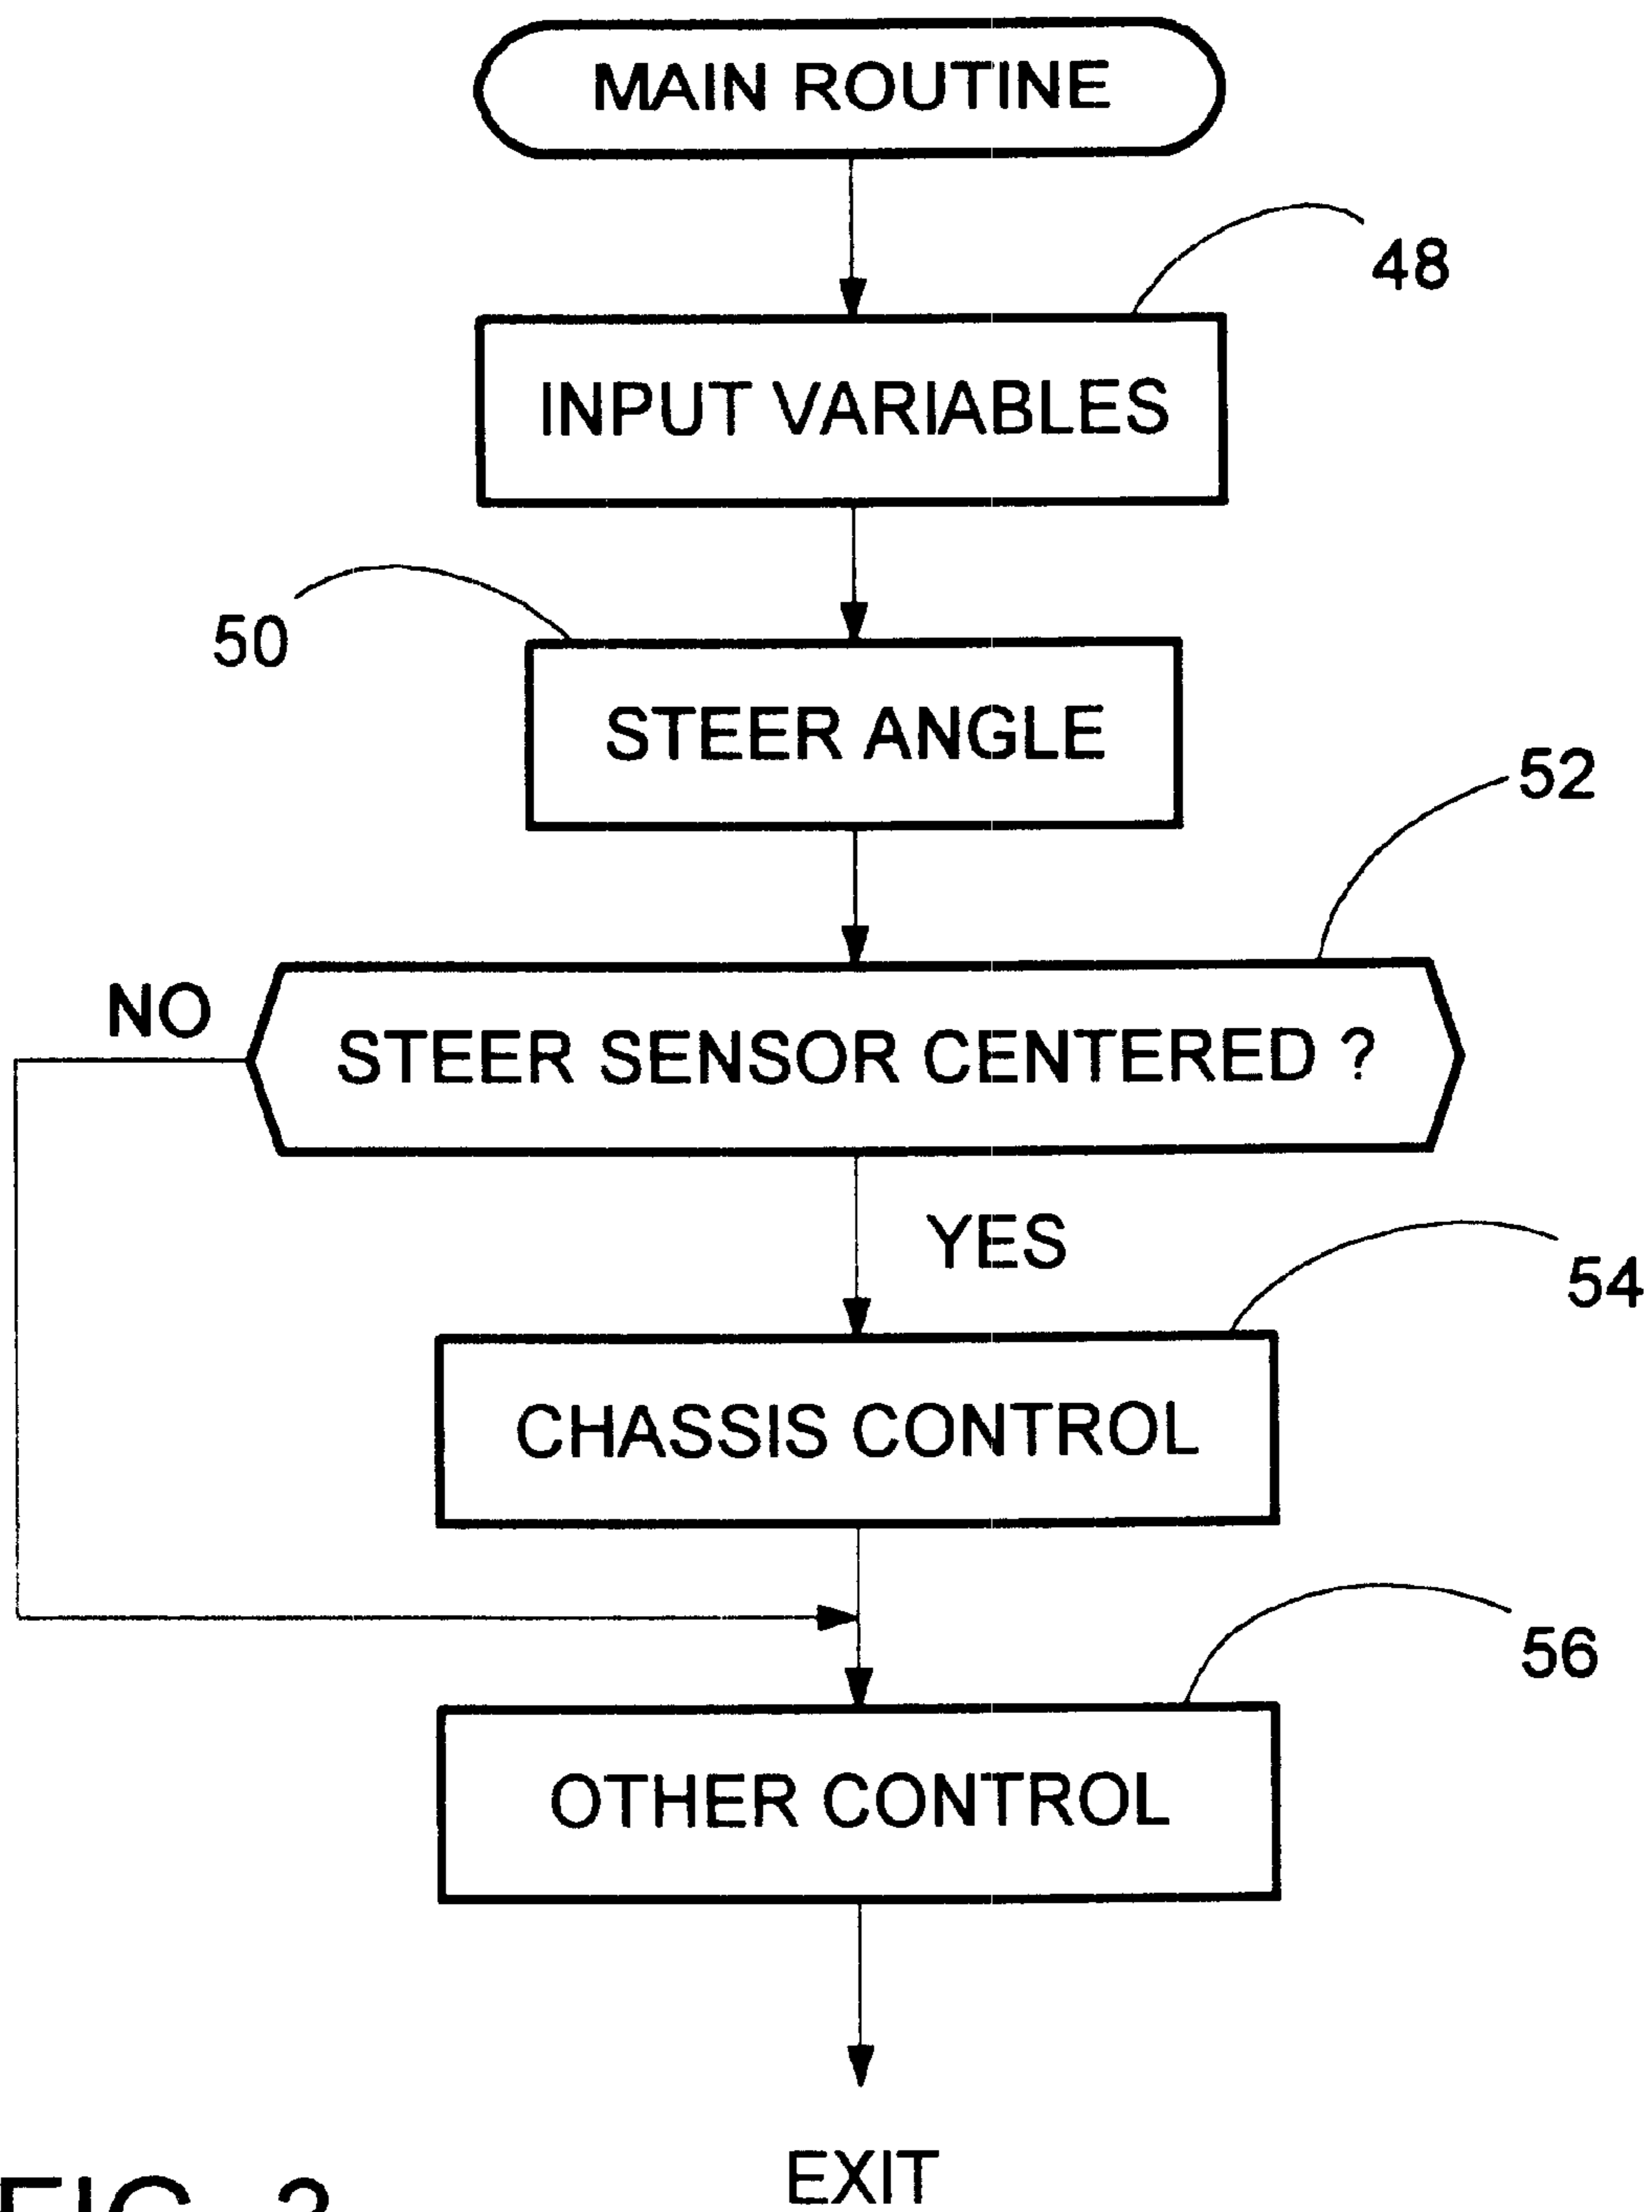 MAIN ROUTINE
48
INPUT VARIABLES
50
STEER ANGLE
52
NO
STEER SENSOR CENTERED ?
YES
54
CHASSIS CONTROL
56
OTHER CONTROL
EXIT
FIG.